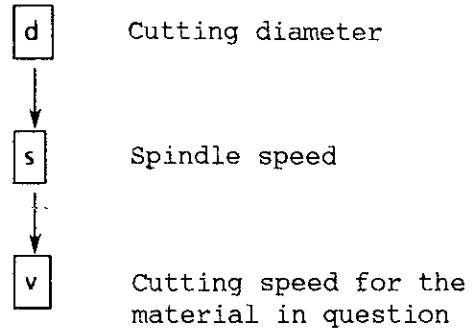 d Cutting diameter
s Spindle speed
v Cutting speed for the
material in question